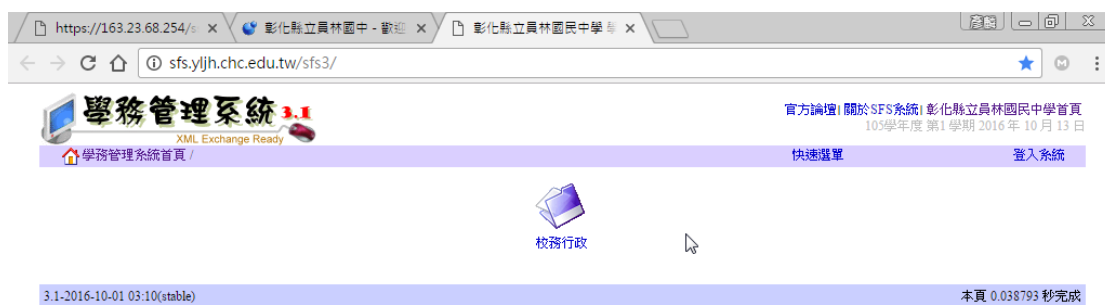 https://163.23.68.254/s
彰化縣立員林國中 - 歡迎
彰化縣立員林國民中學 學
sfs.yljh.chc.edu.tw/sfs3/
學務管理系統 3.1
XML Exchange Ready
官方論壇| 關於SFS系統| 彰化縣立員林國民中學首頁
105學年度 第1 學期 2016 年 10 月 13 日
學務管理系統首頁 /
快速選單
登入系統
校務行政
3.1-2016-10-01 03:10(stable)
本頁 0.038793 秒完成